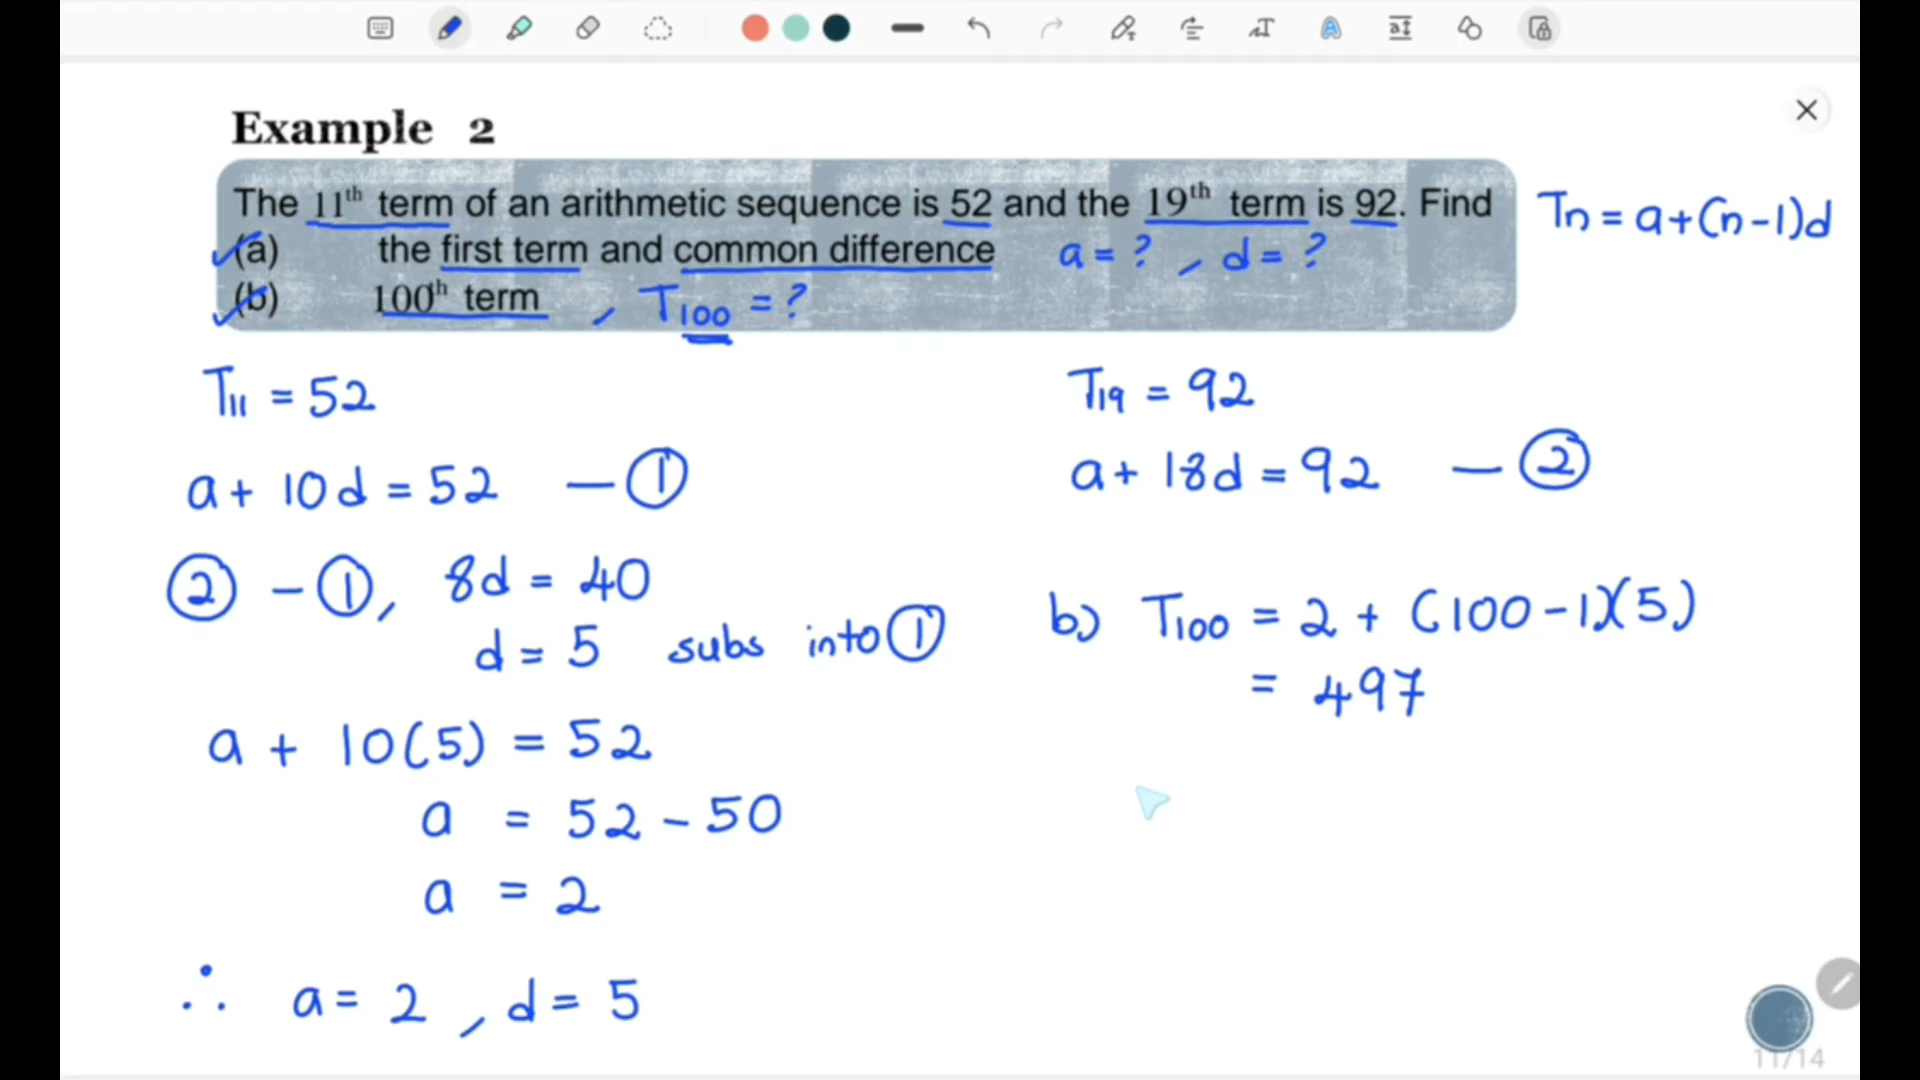 Example 2
The 11th term of an arithmetic sequence is 52 and the 19th term is 92. Find
Tn = a+(n-1)d
(a) the first term and common difference a = ? , d = ?
(b) 100th term , T100 = ?
T11 = 52
T19 = 92
a + 10d = 52 — ①
a + 18d = 92 — ②
② - ①, 8d = 40
d = 5 subs into ①
b) T100 = 2 + (100-1)(5)
= 497
a + 10(5) = 52
a = 52 - 50
a = 2
∴ a = 2 , d = 5
11/14